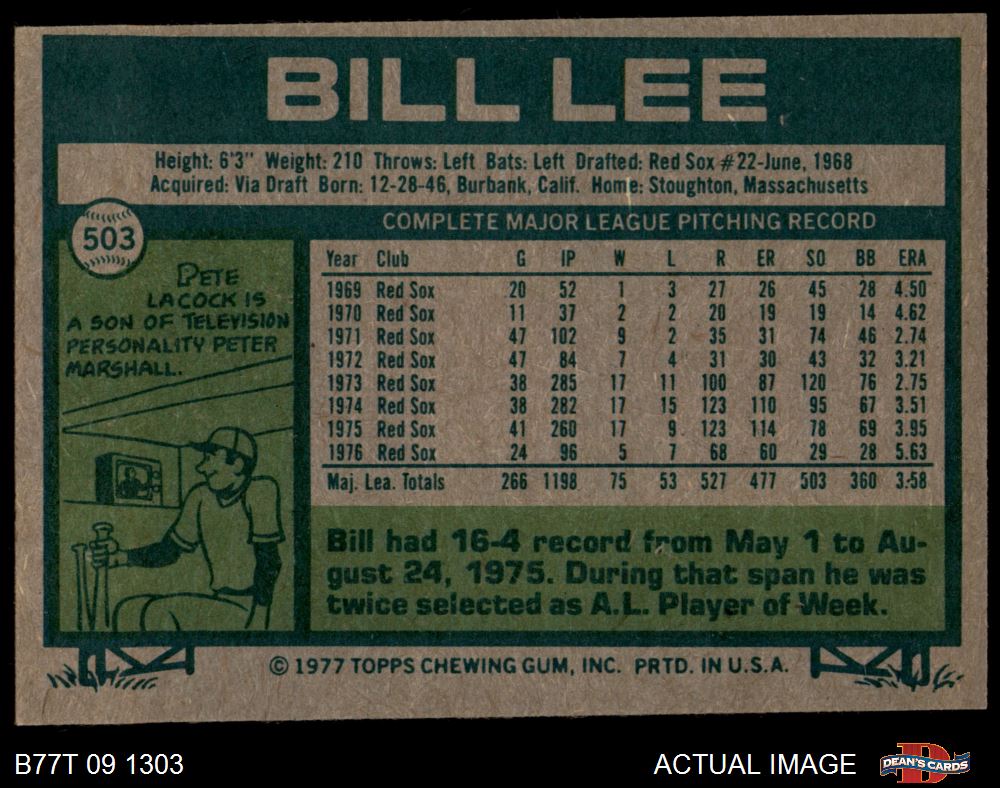 BILL LEE
Height: 6'3" Weight: 210 Throws: Left Bats: Left Drafted: Red Sox #22-June, 1968
Acquired: Via Draft Born: 12-28-46, Burbank, Calif. Home: Stoughton, Massachusetts
503
COMPLETE MAJOR LEAGUE PITCHING RECORD
PETE
LACOCK IS
A SON OF TELEVISION
PERSONALITY PETER
MARSHALL.
Year Club G IP W L R ER SO BB ERA
1969 Red Sox 20 52 1 3 27 26 45 28 4.50
1970 Red Sox 11 37 2 2 20 19 19 14 4.62
1971 Red Sox 47 102 9 2 35 31 74 46 2.74
1972 Red Sox 47 84 7 4 31 30 43 32 3.21
1973 Red Sox 38 285 17 11 100 87 120 76 2.75
1974 Red Sox 38 282 17 15 123 110 95 67 3.51
1975 Red Sox 41 260 17 9 123 114 78 69 3.95
1976 Red Sox 24 96 5 7 68 60 29 28 5.63
Maj. Lea. Totals 266 1198 75 53 527 477 503 360 3.58
Bill had 16-4 record from May 1 to Au-
gust 24, 1975. During that span he was
twice selected as A.L. Player of Week.
© 1977 TOPPS CHEWING GUM, INC. PRTD. IN U.S.A.
B77T 09 1303
ACTUAL IMAGE
D
DEAN'S CARDS